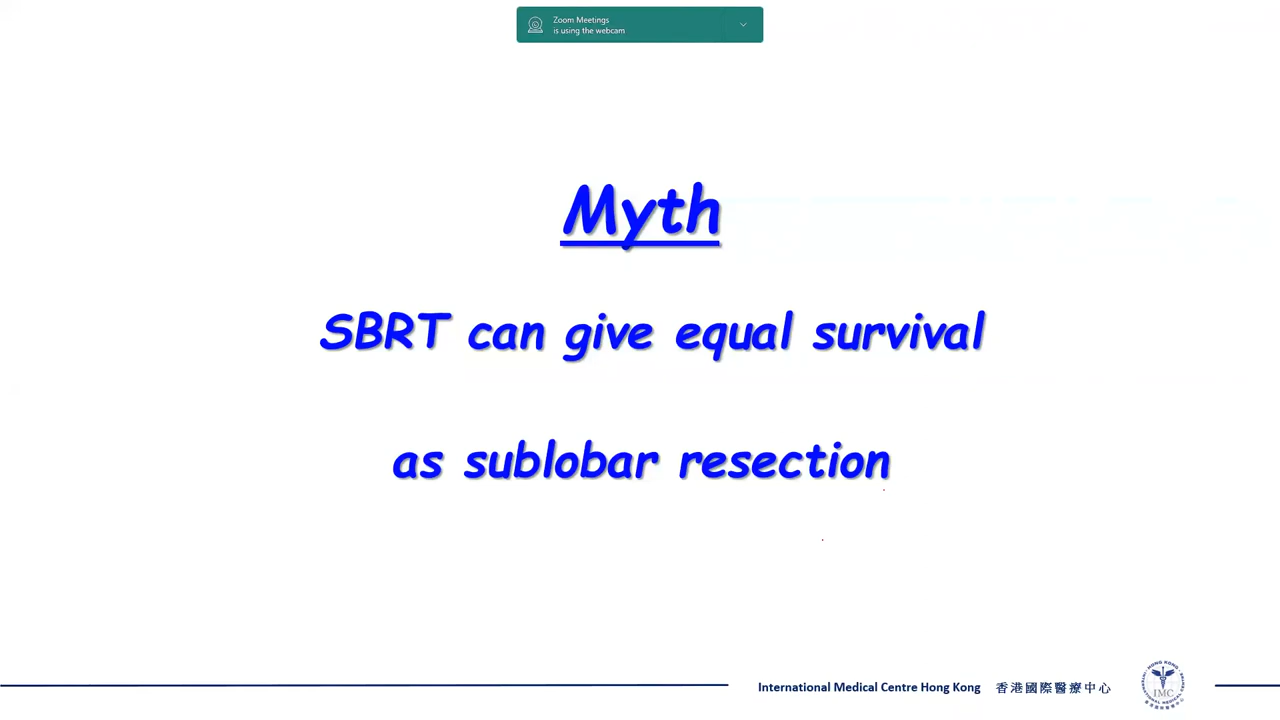 Zoom Meetings
is using the webcam
Myth
SBRT can give equal survival
as sublobar resection
International Medical Centre Hong Kong 香港國際醫療中心
IMC